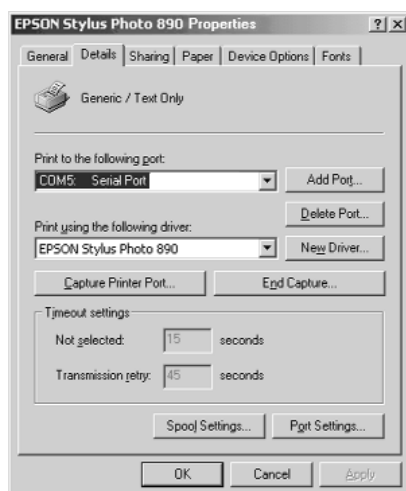 EPSON Stylus Photo 890 Properties ? X
General Details Sharing Paper Device Options Fonts
Generic / Text Only
Print to the following port:
COM5: Serial Port Add Port...
Delete Port...
Print using the following driver:
EPSON Stylus Photo 890 New Driver...
Capture Printer Port... End Capture...
Timeout settings
Not selected: 15 seconds
Transmission retry: 45 seconds
Spool Settings... Port Settings...
OK Cancel Apply